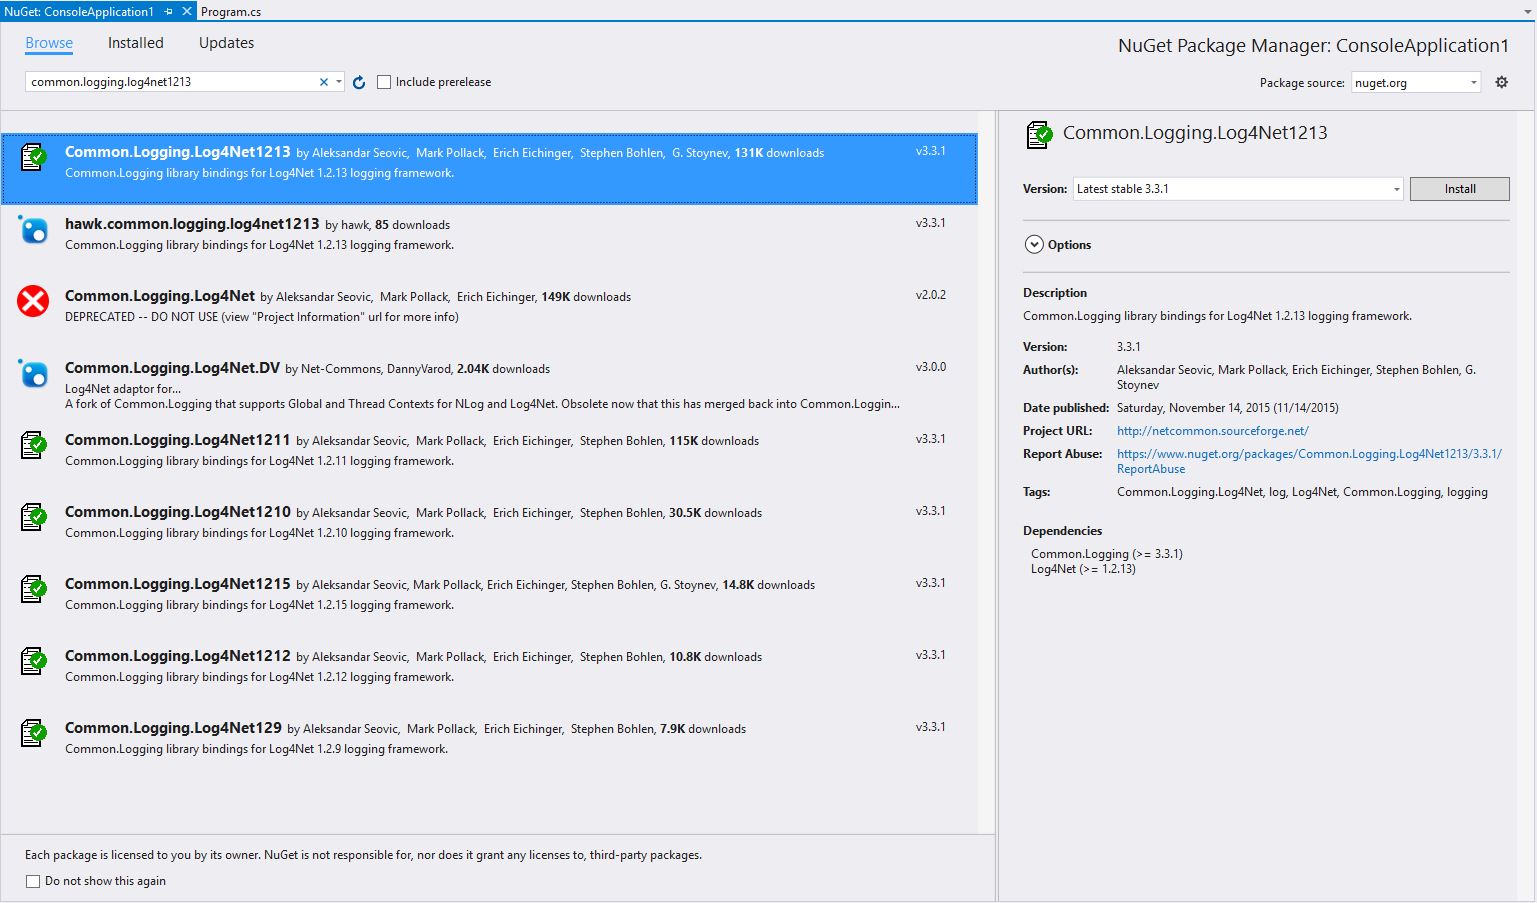 NuGet: ConsoleApplication1
Program.cs
Browse Installed Updates
NuGet Package Manager: ConsoleApplication1
common.logging.log4net1213
Include prerelease
Package source: nuget.org
Common.Logging.Log4Net1213 by Aleksandar Seovic, Mark Pollack, Erich Eichinger, Stephen Bohlen, G. Stoynev, 131K downloads
v3.3.1
Common.Logging library bindings for Log4Net 1.2.13 logging framework.
hawk.common.logging.log4net1213 by hawk, 85 downloads
v3.3.1
Common.Logging library bindings for Log4Net 1.2.13 logging framework.
Common.Logging.Log4Net by Aleksandar Seovic, Mark Pollack, Erich Eichinger, 149K downloads
v2.0.2
DEPRECATED -- DO NOT USE (view "Project Information" url for more info)
Common.Logging.Log4Net.DV by Net-Commons, DannyVarod, 2.04K downloads
v3.0.0
Log4Net adaptor for...
A fork of Common.Logging that supports Global and Thread Contexts for NLog and Log4Net. Obsolete now that this has merged back into Common.Loggin...
Common.Logging.Log4Net1211 by Aleksandar Seovic, Mark Pollack, Erich Eichinger, Stephen Bohlen, 115K downloads
v3.3.1
Common.Logging library bindings for Log4Net 1.2.11 logging framework.
Common.Logging.Log4Net1210 by Aleksandar Seovic, Mark Pollack, Erich Eichinger, Stephen Bohlen, 30.5K downloads
v3.3.1
Common.Logging library bindings for Log4Net 1.2.10 logging framework.
Common.Logging.Log4Net1215 by Aleksandar Seovic, Mark Pollack, Erich Eichinger, Stephen Bohlen, G. Stoynev, 14.8K downloads
v3.3.1
Common.Logging library bindings for Log4Net 1.2.15 logging framework.
Common.Logging.Log4Net1212 by Aleksandar Seovic, Mark Pollack, Erich Eichinger, Stephen Bohlen, 10.8K downloads
v3.3.1
Common.Logging library bindings for Log4Net 1.2.12 logging framework.
Common.Logging.Log4Net129 by Aleksandar Seovic, Mark Pollack, Erich Eichinger, Stephen Bohlen, 7.9K downloads
v3.3.1
Common.Logging library bindings for Log4Net 1.2.9 logging framework.
Each package is licensed to you by its owner. NuGet is not responsible for, nor does it grant any licenses to, third-party packages.
Do not show this again
Common.Logging.Log4Net1213
Version: Latest stable 3.3.1
Install
Options
Description
Common.Logging library bindings for Log4Net 1.2.13 logging framework.
Version: 3.3.1
Author(s): Aleksandar Seovic, Mark Pollack, Erich Eichinger, Stephen Bohlen, G.
Stoynev
Date published: Saturday, November 14, 2015 (11/14/2015)
Project URL: http://netcommon.sourceforge.net/
Report Abuse: https://www.nuget.org/packages/Common.Logging.Log4Net1213/3.3.1/
ReportAbuse
Tags: Common.Logging.Log4Net, log, Log4Net, Common.Logging, logging
Dependencies
Common.Logging (>= 3.3.1)
Log4Net (>= 1.2.13)